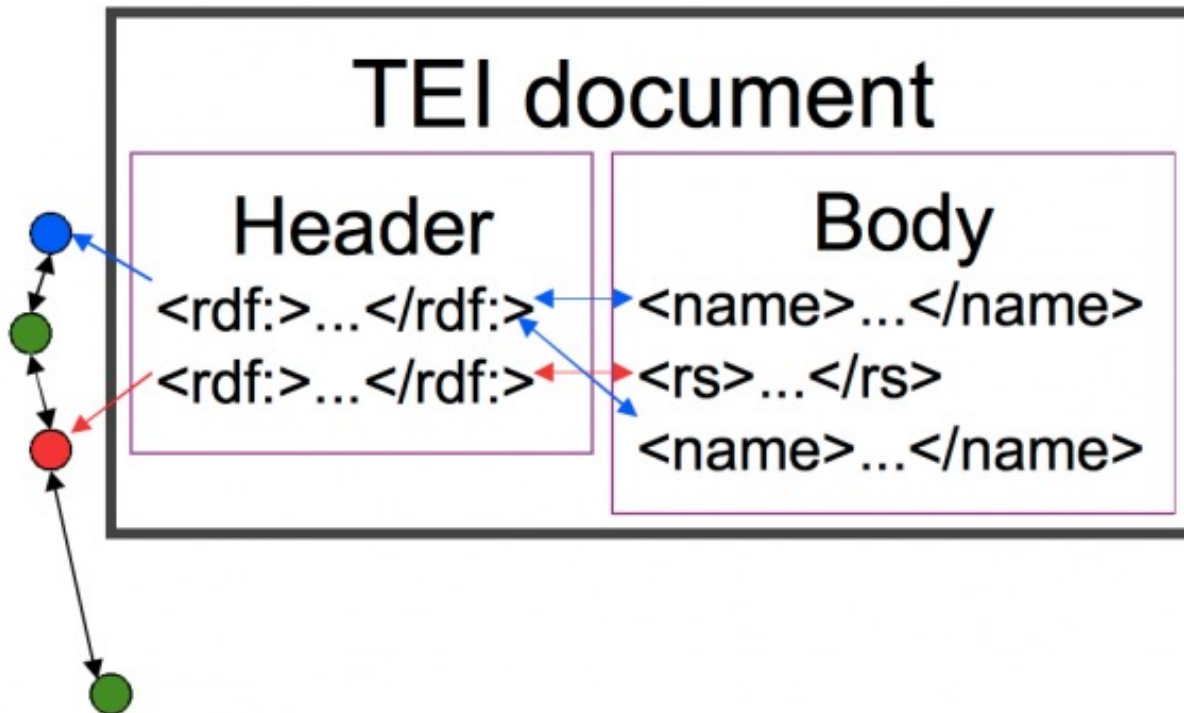 TEI document
Header
<rdf:>...</rdf:>
<rdf:>...</rdf:>
Body
<name>...</name>
<rs>...</rs>
<name>...</name>